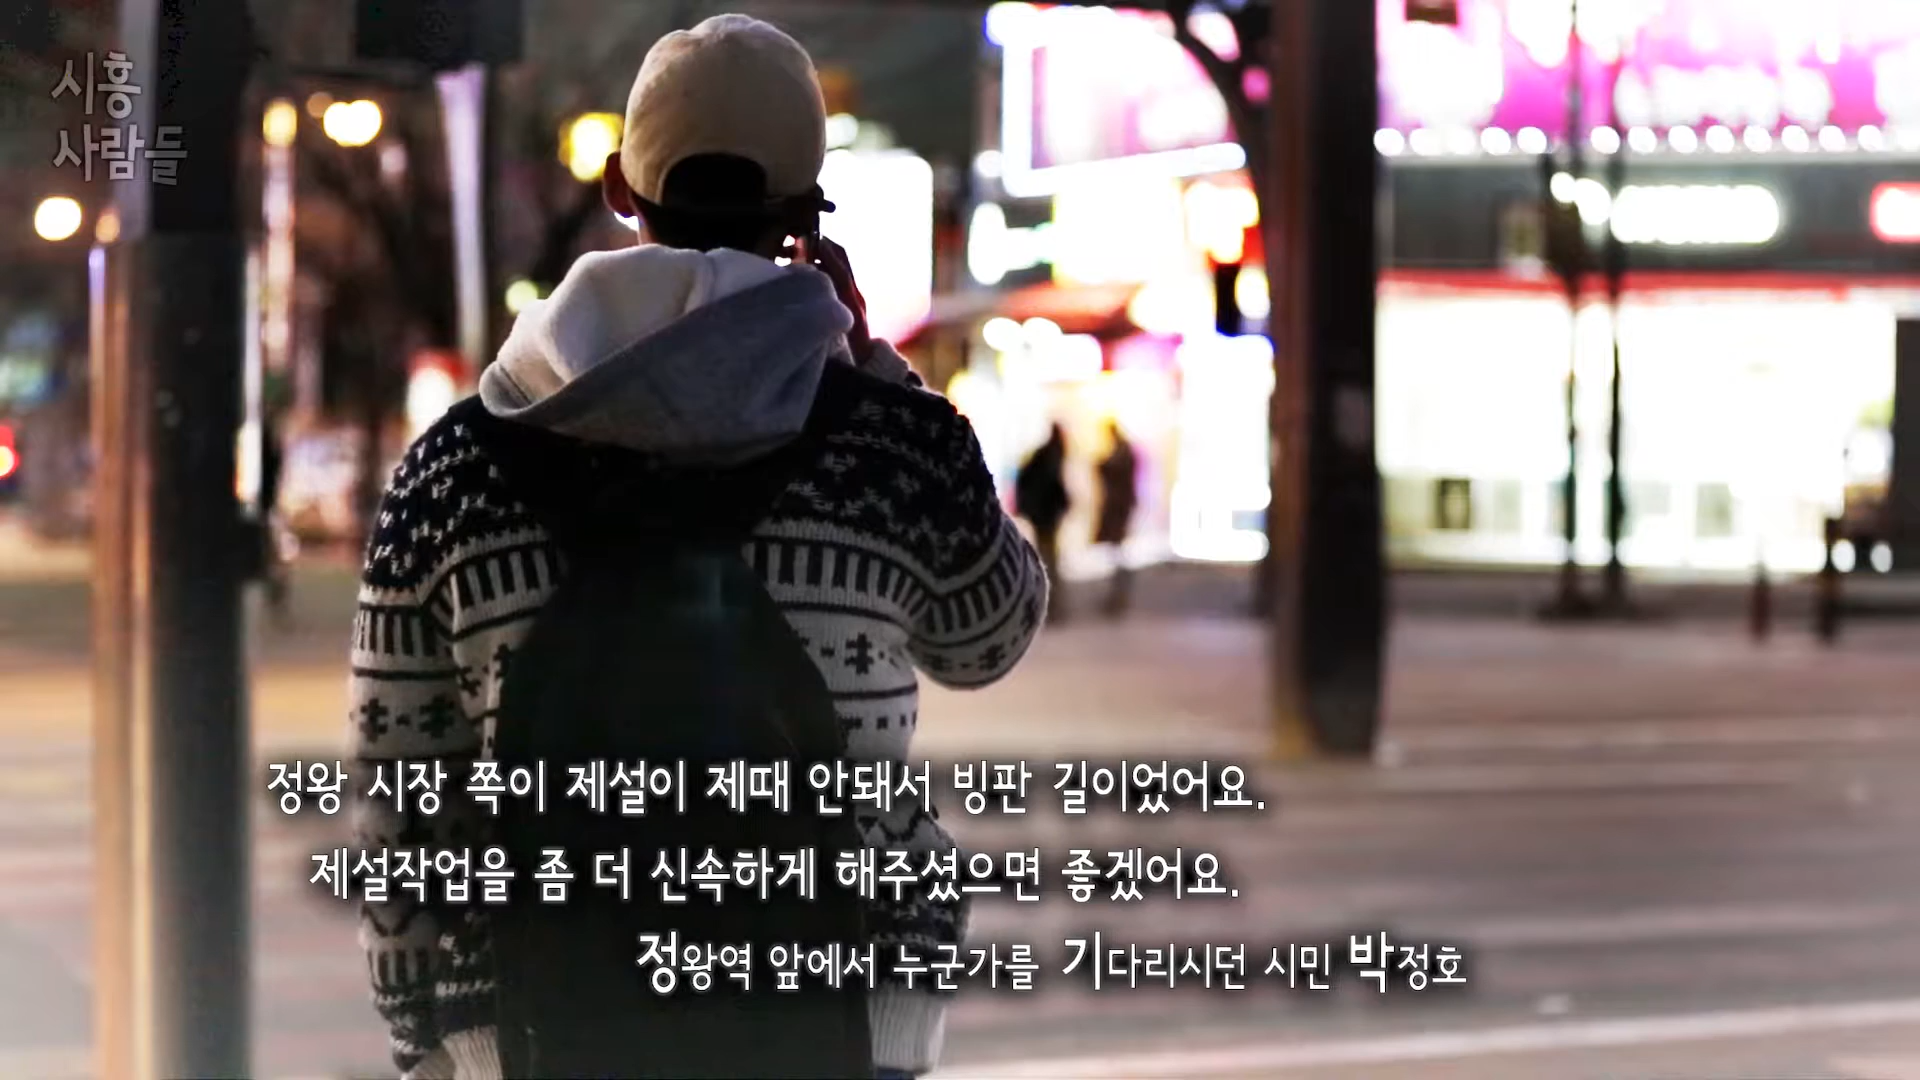 시흥
사람들
정왕 시장 쪽이 제설이 제때 안돼서 빙판 길이었어요.
제설작업을 좀 더 신속하게 해주셨으면 좋겠어요.
정왕역 앞에서 누군가를 기다리시던 시민 박정호